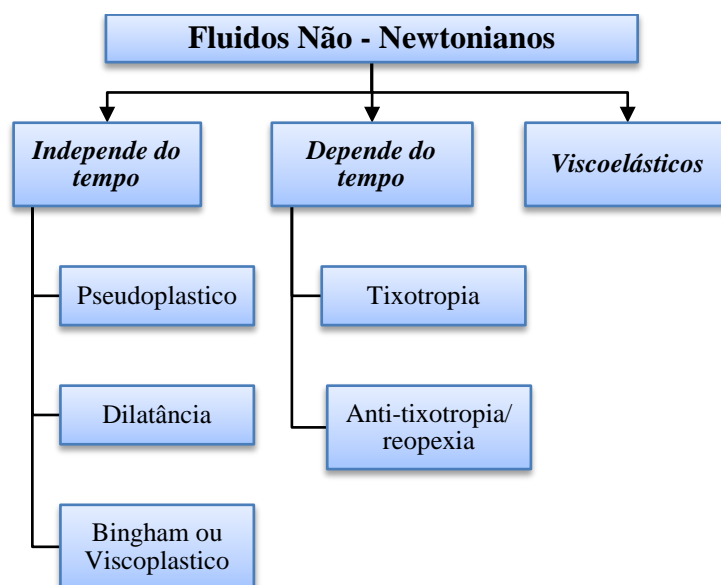 Fluidos Não - Newtonianos
Independe do
tempo
Depende do
tempo
Viscoelásticos
Pseudoplastico
Tixotropia
Dilatância
Anti-tixotropia/
reopexia
Bingham ou
Viscoplastico